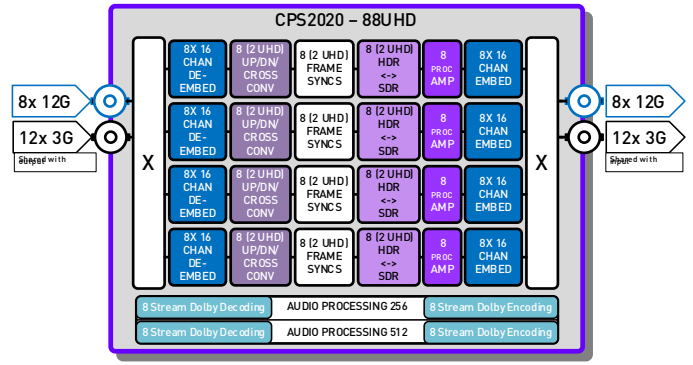 CPS2020 – 88UHD
8x 12G
12x 3G
Shared with
X
8X 16
CHAN
DE-
EMBED
8 (2 UHD)
UP/DN/
CROSS
CONV
8 (2 UHD)
FRAME
SYNCS
8 (2 UHD)
HDR
<->
SDR
8
PROC
AMP
8X 16
CHAN
EMBED
8X 16
CHAN
DE-
EMBED
8 (2 UHD)
UP/DN/
CROSS
CONV
8 (2 UHD)
FRAME
SYNCS
8 (2 UHD)
HDR
<->
SDR
8
PROC
AMP
8X 16
CHAN
EMBED
8X 16
CHAN
DE-
EMBED
8 (2 UHD)
UP/DN/
CROSS
CONV
8 (2 UHD)
FRAME
SYNCS
8 (2 UHD)
HDR
<->
SDR
8
PROC
AMP
8X 16
CHAN
EMBED
8X 16
CHAN
DE-
EMBED
8 (2 UHD)
UP/DN/
CROSS
CONV
8 (2 UHD)
FRAME
SYNCS
8 (2 UHD)
HDR
<->
SDR
8
PROC
AMP
8X 16
CHAN
EMBED
X
8x 12G
12x 3G
Shared with
8 Stream Dolby Decoding
AUDIO PROCESSING 256
8 Stream Dolby Encoding
8 Stream Dolby Decoding
AUDIO PROCESSING 512
8 Stream Dolby Encoding